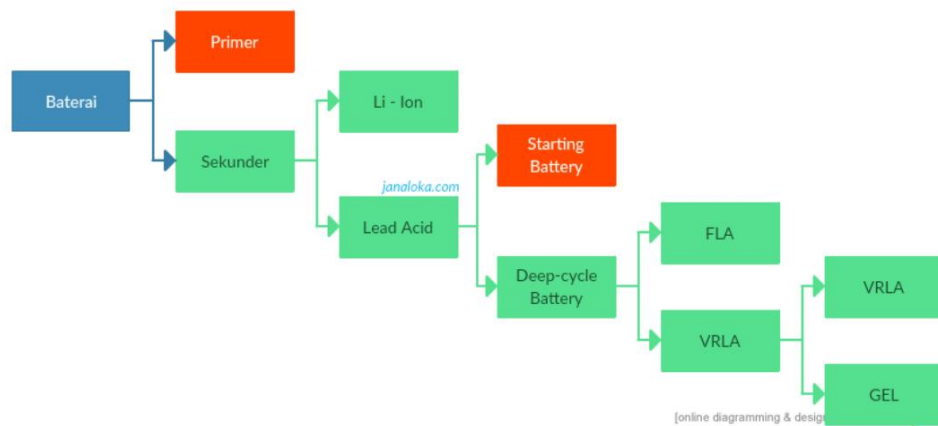 Baterai
Primer
Sekunder
Li - Ion
janaloka.com
Lead Acid
Starting
Battery
Deep-cycle
Battery
FLA
VRLA
VRLA
GEL
[online diagramming &